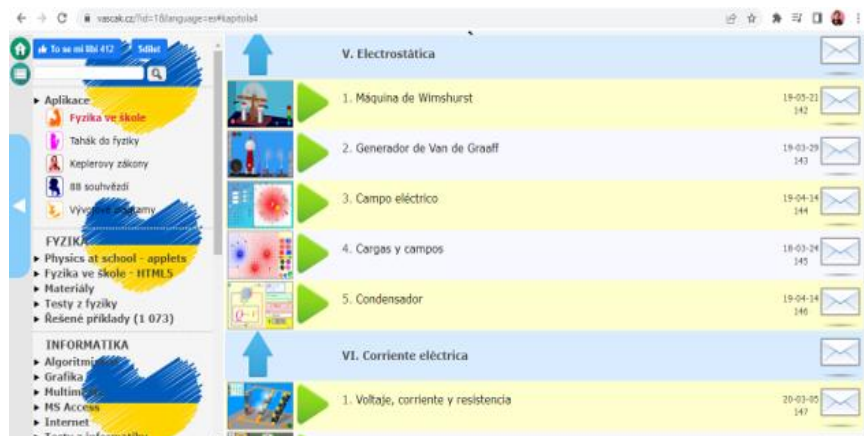 vascak.cz/?id=1&language=es#kapitola4
To se mi líbí 412 Sdílet
Aplikace
Fyzika ve škole
Tahák do fyziky
Keplerovy zákony
88 souhvězdí
FYZIKA
Physics at school - applets
Fyzika ve škole - HTML5
Materiály
Testy z fyziky
Řešené příklady (1 073)
INFORMATIKA
Grafika
MS Access
Internet
V. Electrostática
1. Máquina de Wimshurst
19-05-21
142
2. Generador de Van de Graaff
19-03-29
143
3. Campo eléctrico
19-04-14
144
4. Cargas y campos
18-03-24
145
5. Condensador
19-04-14
146
VI. Corriente eléctrica
1. Voltaje, corriente y resistencia
20-03-05
147